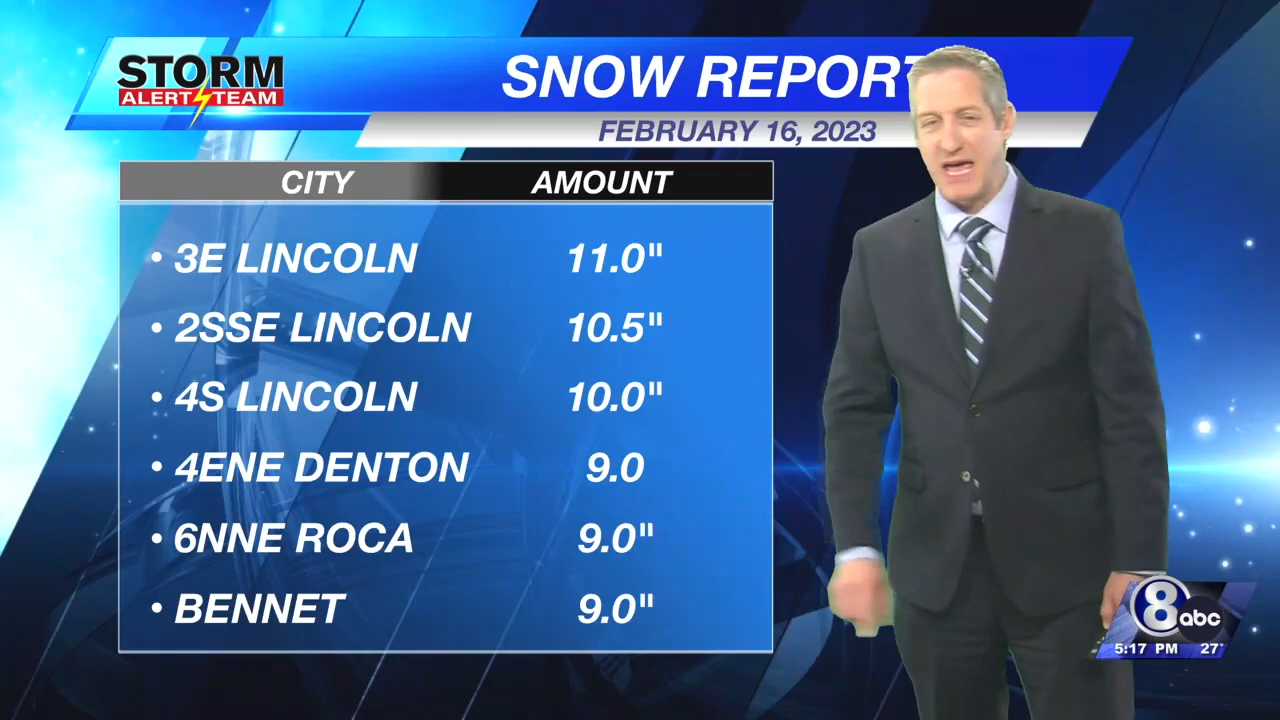 STORM
ALERT TEAM
SNOW REPORT
FEBRUARY 16, 2023
CITY AMOUNT
• 3E LINCOLN 11.0"
• 2SSE LINCOLN 10.5"
• 4S LINCOLN 10.0"
• 4ENE DENTON 9.0
• 6NNE ROCA 9.0"
• BENNET 9.0"
8 abc
5:17 PM 27°